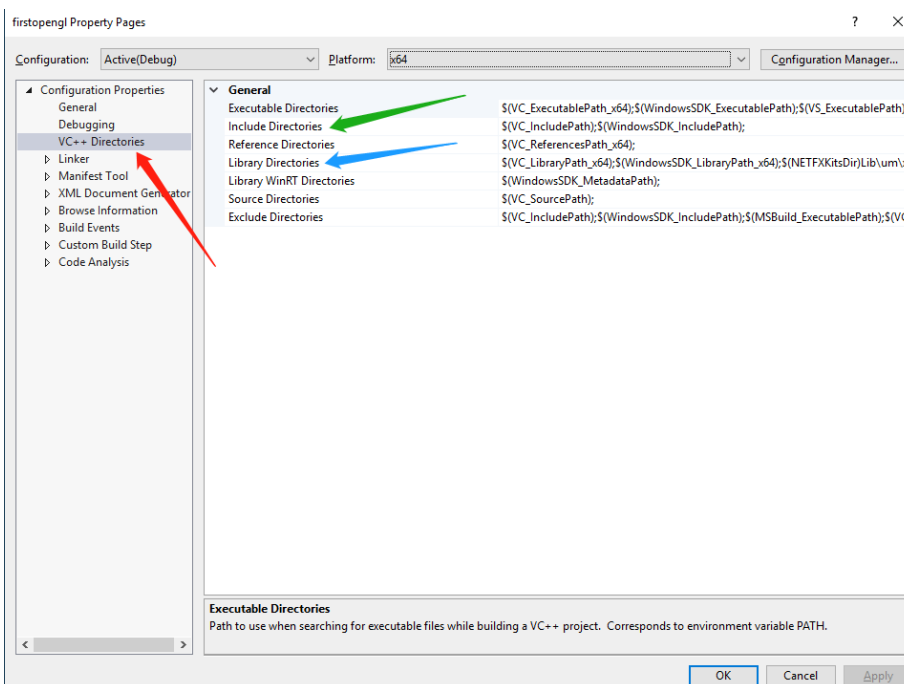 firstopengl Property Pages
?
Configuration: Active(Debug) Platform: x64 Configuration Manager...
Configuration Properties
General
Debugging
VC++ Directories
Linker
Manifest Tool
XML Document Generator
Browse Information
Build Events
Custom Build Step
Code Analysis
General
Executable Directories $(VC_ExecutablePath_x64);$(WindowsSDK_ExecutablePath);$(VS_ExecutablePath)
Include Directories $(VC_IncludePath);$(WindowsSDK_IncludePath);
Reference Directories $(VC_ReferencesPath_x64);
Library Directories $(VC_LibraryPath_x64);$(WindowsSDK_LibraryPath_x64);$(NETFXKitsDir)Lib\um\x
Library WinRT Directories $(WindowsSDK_MetadataPath);
Source Directories $(VC_SourcePath);
Exclude Directories $(VC_IncludePath);$(WindowsSDK_IncludePath);$(MSBuild_ExecutablePath);$(VC
Executable Directories
Path to use when searching for executable files while building a VC++ project. Corresponds to environment variable PATH.
OK Cancel Apply